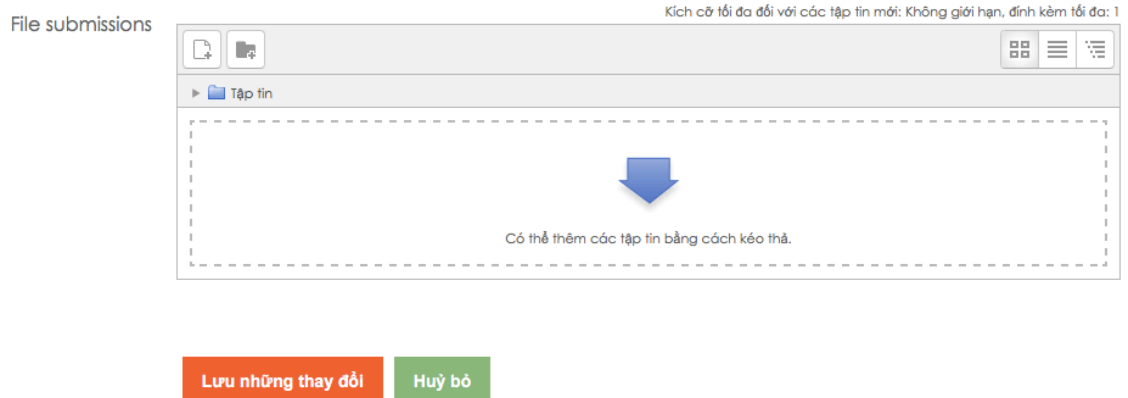 Kích cỡ tối đa đối với các tập tin mới: Không giới hạn, đính kèm tối đa: 1
File submissions
Tập tin
Có thể thêm các tập tin bằng cách kéo thả.
Lưu những thay đổi
Huỷ bỏ